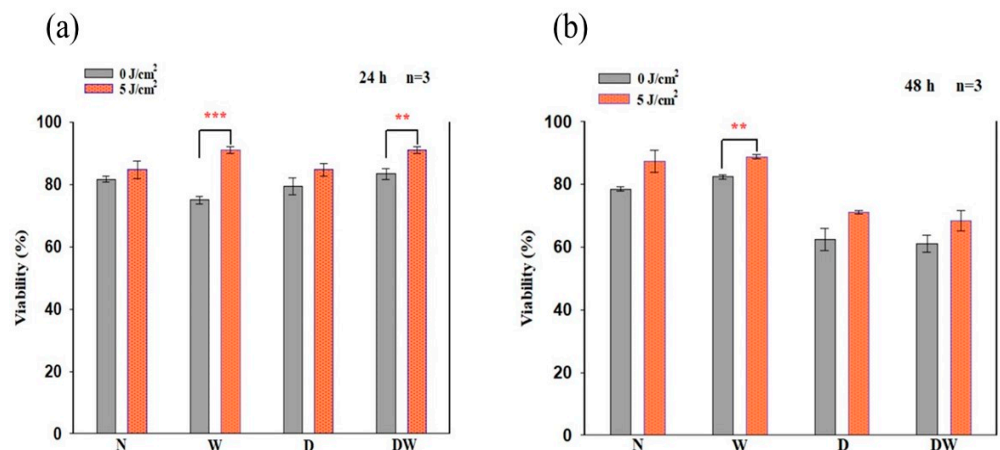 (a)
0 J/cm²
5 J/cm²
24 h n=3
***
**
100
80
60
40
20
0
Viability (%)
N W D DW
(b)
0 J/cm²
5 J/cm²
48 h n=3
**
100
80
60
40
20
0
Viability (%)
N W D DW